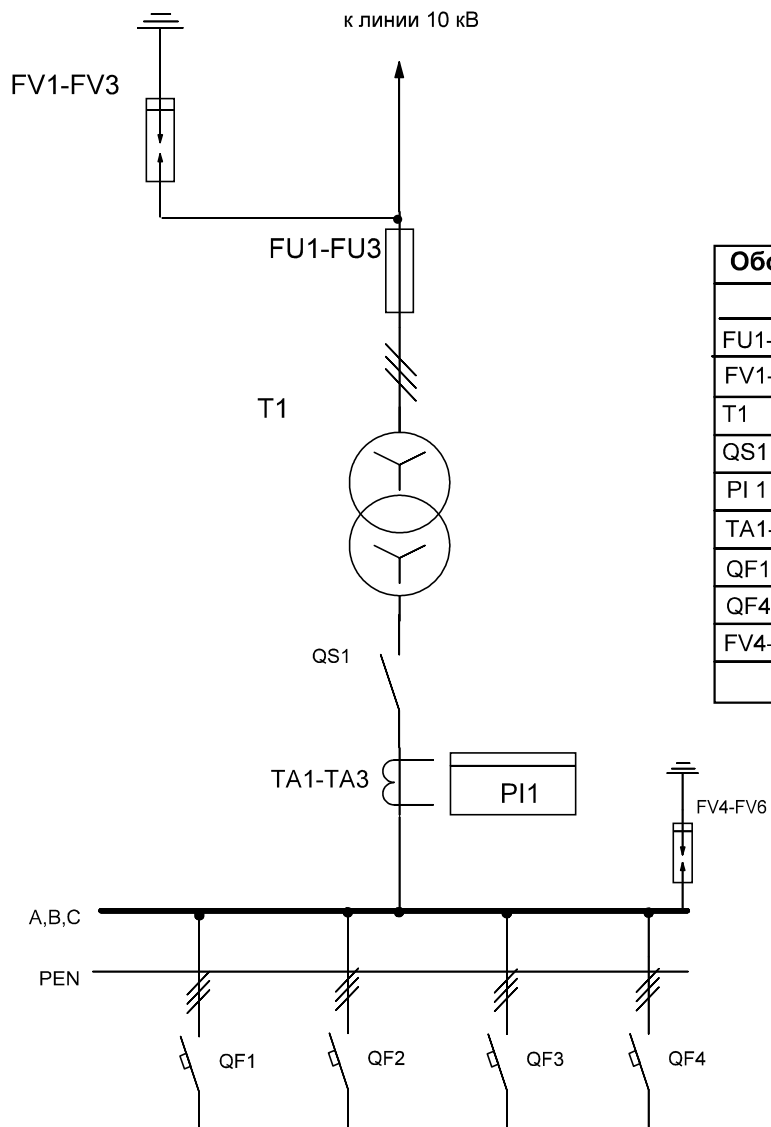 к линии 10 кВ
FV1-FV3
FU1-FU3
T1
QS1
TA1-TA3
PI1
FV4-FV6
A,B,C
PEN
QF1
QF2
QF3
QF4
FU1-
FV1-
T1
QS1
PI 1
TA1-
QF1
QF4
FV4-